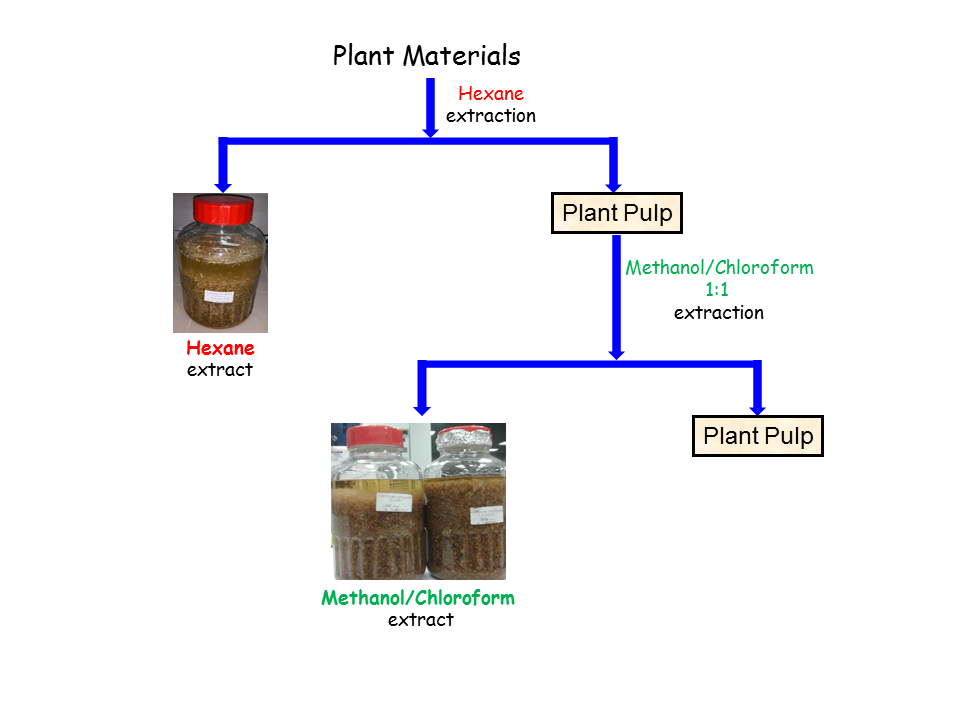 Plant Materials
Hexane
extraction
Plant Pulp
Methanol/Chloroform
1:1
extraction
Hexane
extract
Plant Pulp
Methanol/Chloroform
extract